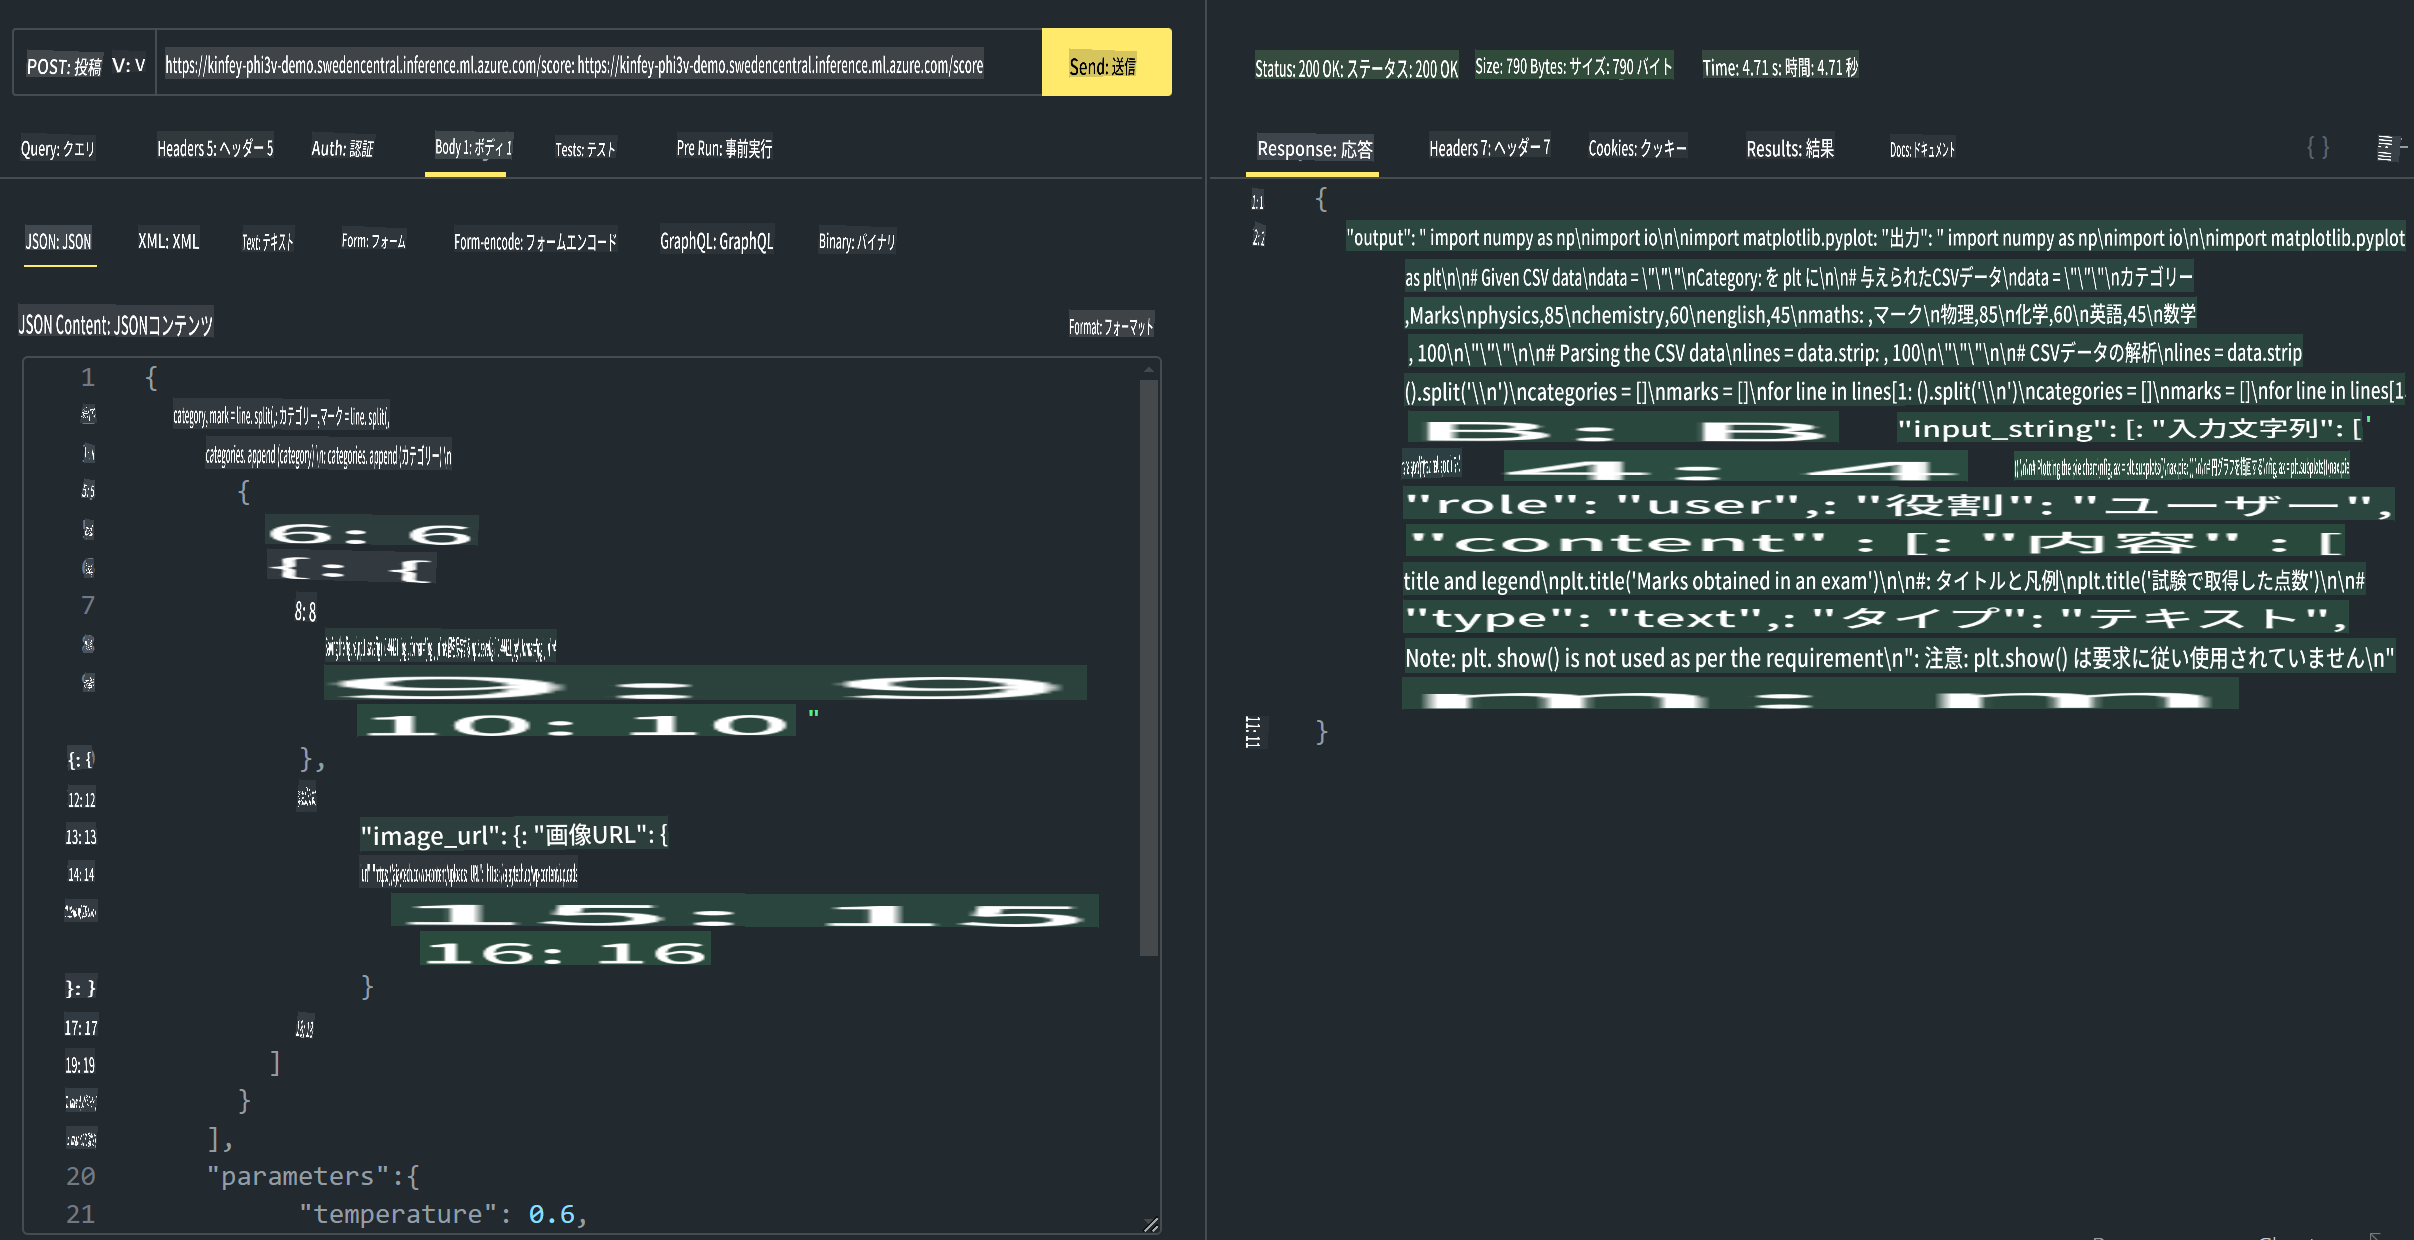 POST: 投稿 V: V https://kinfey-phi3v-demo.swedencentral.inference.ml.azure.com/score: https://kinfey-phi3v-demo.swedencentral.inference.ml.azure.com/score Send: 送信
Query: クエリ Headers 5: ヘッダー 5 Auth: 認証 Body 1: ボディ 1 Tests: テスト Pre Run: 事前実行
JSON: JSON XML: XML Text: テキスト Form: フォーム Form-encode: フォームエンコード GraphQL: GraphQL Binary: バイナリ
JSON Content: JSONコンテンツ Format: フォーマット
1 {
category, mark = line. split(,: カテゴリー,マーク = line. split(,
categories. append (category) \n: categories. append (カテゴリー) \n
5: 5 {
6: 6
{: {
7 8: 8
9: 9
10: 10 "
{: { },
12: 12
13: 13 "image_url": {: "画像URL": {
14: 14
15: 15
16: 16
}: } }
17: 17 18: 18
19: 19 ]
}
],
20 "parameters":{
21 "temperature": 0.6,
Status: 200 OK: ステータス: 200 OK Size: 790 Bytes: サイズ: 790 バイト Time: 4.71 s: 時間: 4.71 秒
Response: 応答 Headers 7: ヘッダー 7 Cookies: クッキー Results: 結果 Docs: ドキュメント { }
1: 1 {
2: 2 "output": " import numpy as np\nimport io\n\nimport matplotlib.pyplot: "出力": " import numpy as np\nimport io\n\nimport matplotlib.pyplot
as plt\n\n# Given CSV data\ndata = \"\"\"\nCategory: を plt に\n\n# 与えられたCSVデータ\ndata = \"\"\"\nカテゴリー
,Marks\nphysics,85\nchemistry,60\nenglish,45\nmaths: ,マーク\n物理,85\n化学,60\n英語,45\n数学
, 100\n\"\"\"\n\n# Parsing the CSV data\nlines = data.strip: , 100\n\"\"\"\n\n# CSVデータの解析\nlines = data.strip
().split('\\n')\ncategories = []\nmarks = []\nfor line in lines[1: ().split('\\n')\ncategories = []\nmarks = []\nfor line in lines[1
B: B "input_string": [: "入力文字列": [ '
4: 4
"role": "user",: "役割": "ユーザー",
"content" : [: "内容" : [
title and legend\nplt.title('Marks obtained in an exam')\n\n#: タイトルと凡例\nplt.title('試験で取得した点数')\n\n#
"type": "text",: "タイプ": "テキスト",
Note: plt. show() is not used as per the requirement\n": 注意: plt.show() は要求に従い使用されていません\n"
m: m
11: 11 }